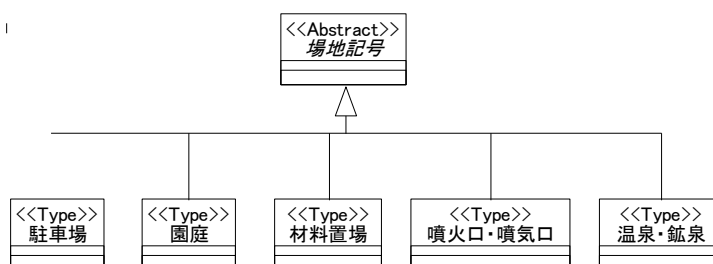 <<Abstract>>
場地記号
<<Type>>
駐車場
<<Type>>
園庭
<<Type>>
材料置場
<<Type>>
噴火口・噴気口
<<Type>>
温泉・鉱泉